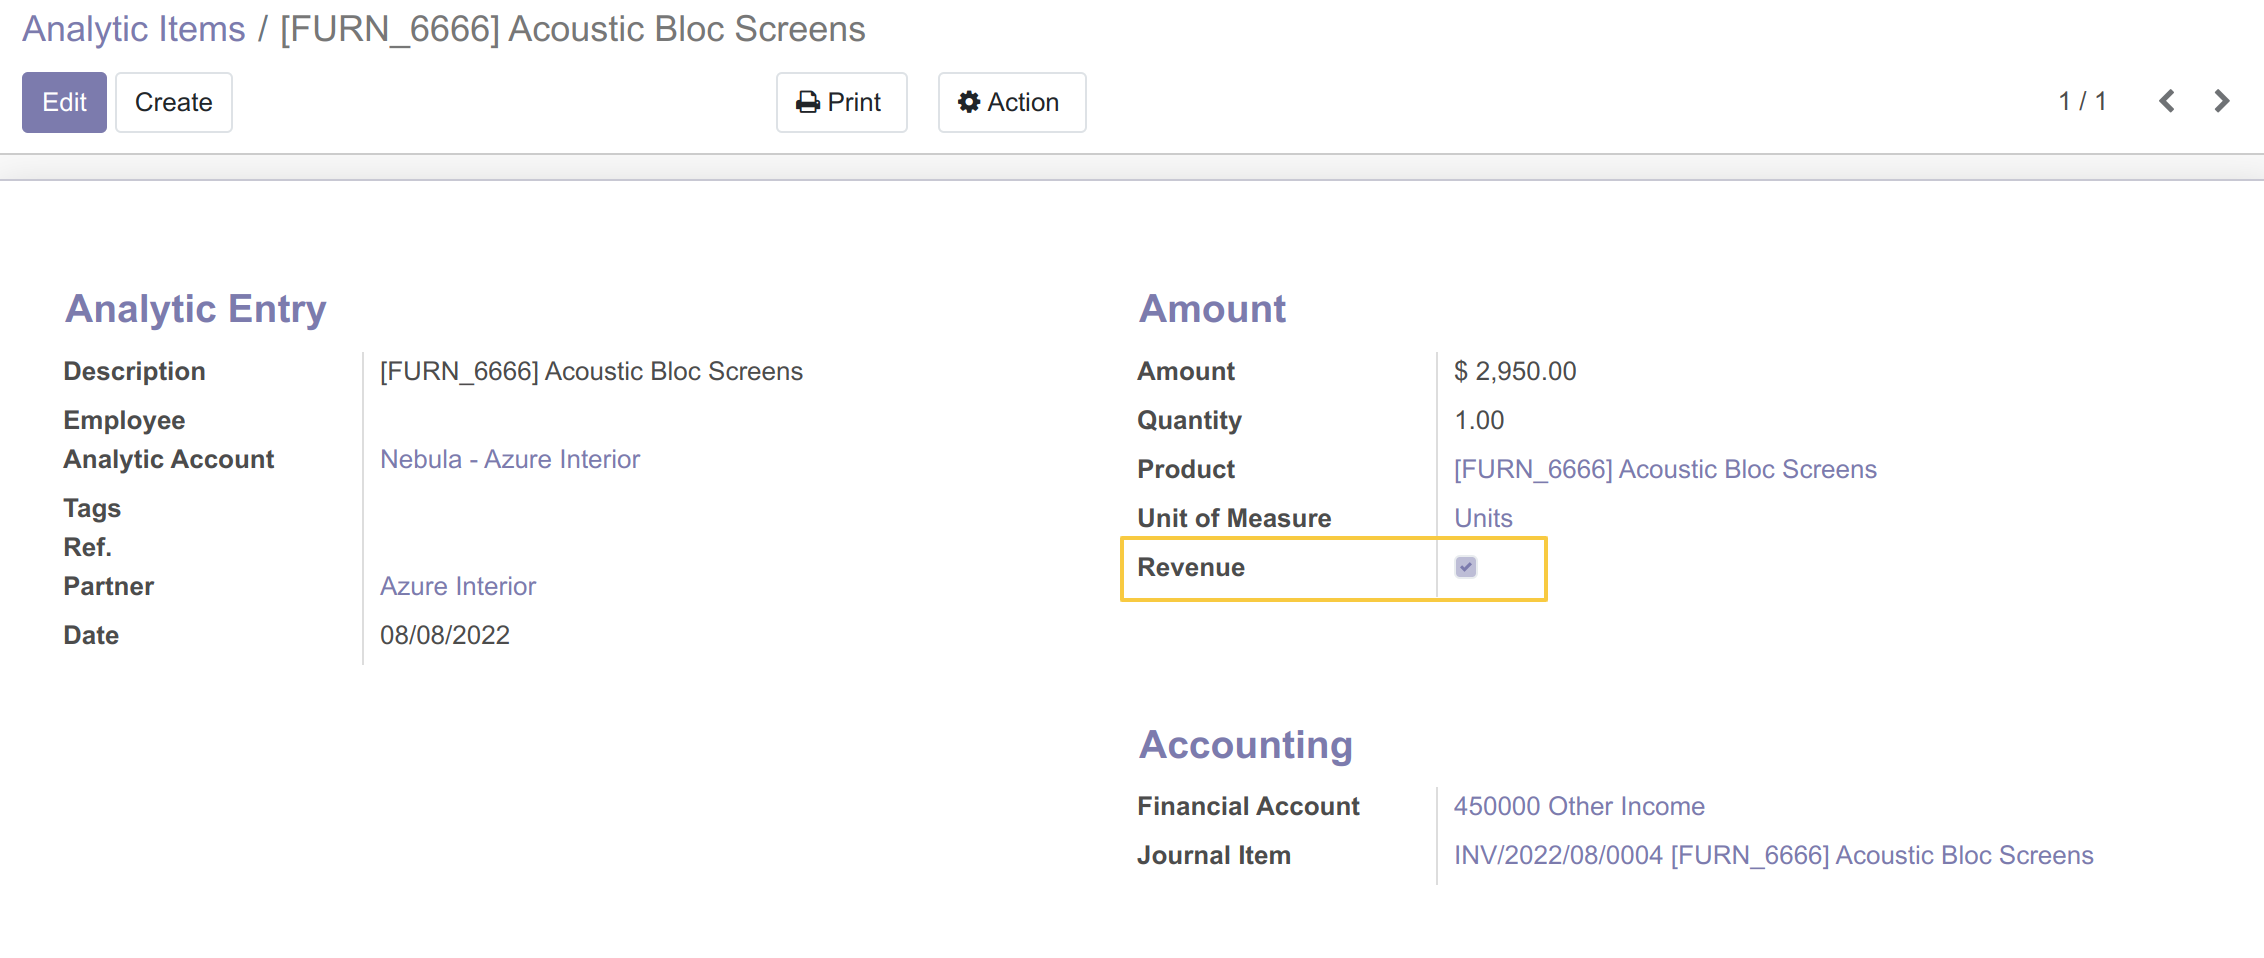 Analytic Items / [FURN_6666] Acoustic Bloc Screens
Edit Create Print Action 1 / 1
Analytic Entry
Description [FURN_6666] Acoustic Bloc Screens
Employee
Analytic Account Nebula - Azure Interior
Tags
Ref.
Partner Azure Interior
Date 08/08/2022
Amount
Amount $ 2,950.00
Quantity 1.00
Product [FURN_6666] Acoustic Bloc Screens
Unit of Measure Units
Revenue
Accounting
Financial Account 450000 Other Income
Journal Item INV/2022/08/0004 [FURN_6666] Acoustic Bloc Screens